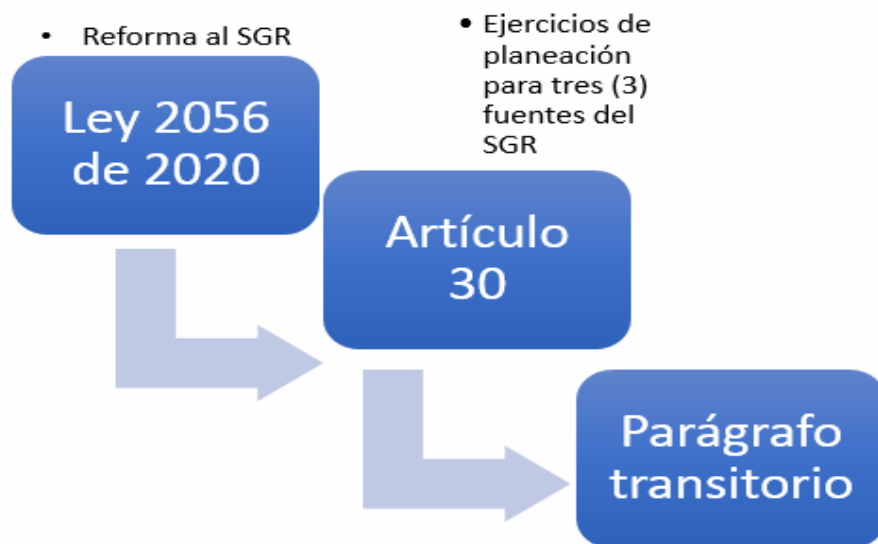 • Reforma al SGR
Ley 2056
de 2020
• Ejercicios de
planeación
para tres (3)
fuentes del
SGR
Artículo
30
Parágrafo
transitorio